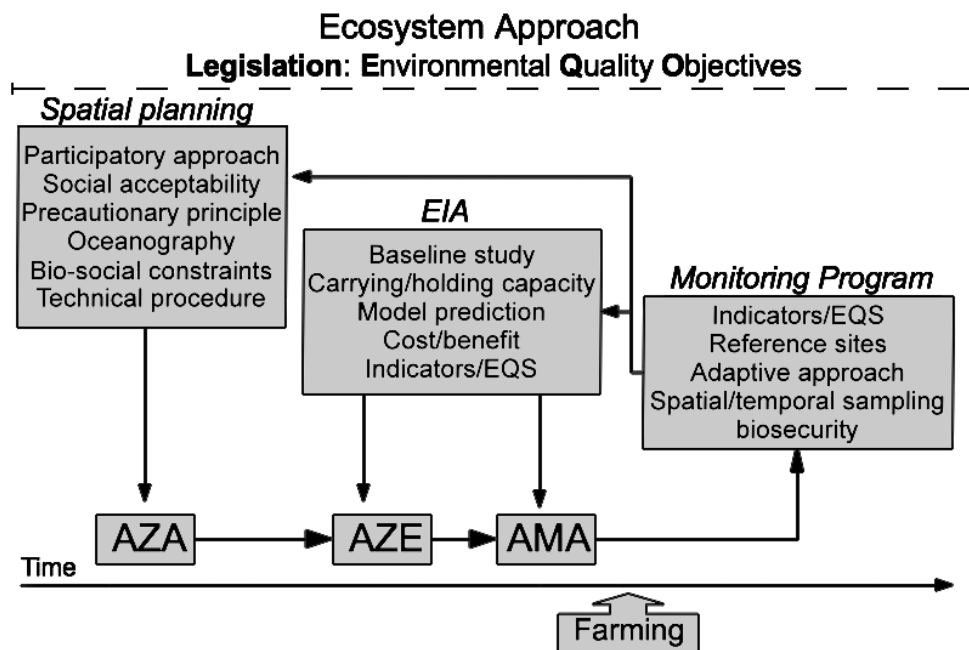 Ecosystem Approach
Legislation: Environmental Quality Objectives
Spatial planning
Participatory approach
Social acceptability
Precautionary principle
Oceanography
Bio-social constraints
Technical procedure
EIA
Baseline study
Carrying/holding capacity
Model prediction
Cost/benefit
Indicators/EQS
Monitoring Program
Indicators/EQS
Reference sites
Adaptive approach
Spatial/temporal sampling
biosecurity
AZA
AZE
AMA
Time
Farming